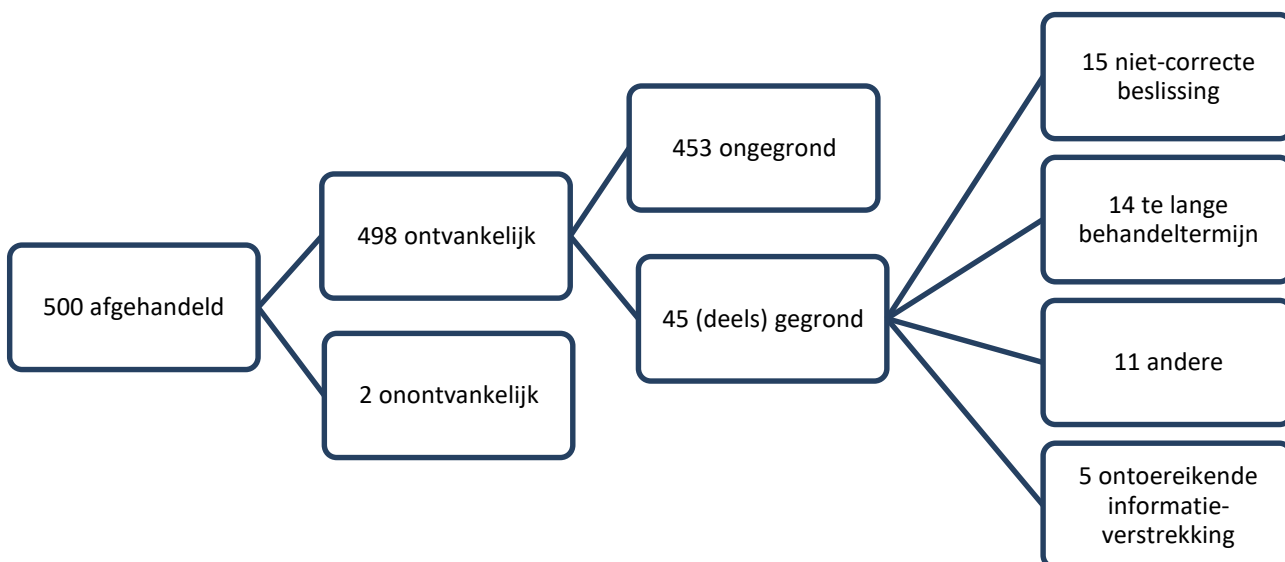 500 afgehandeld
498 ontvankelijk
2 onontvankelijk
453 ongegrond
45 (deels) gegrond
15 niet-correcte
beslissing
14 te lange
behandeltermijn
11 andere
5 ontoereikende
informatie-
verstrekking